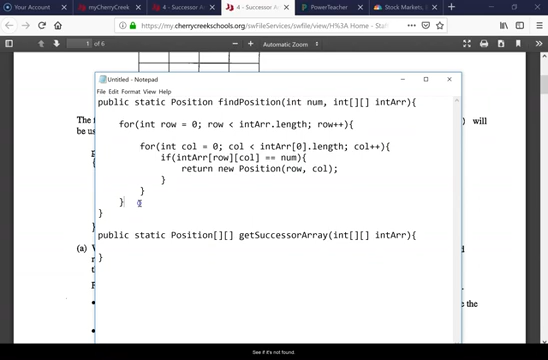 Your Account
myCherryCreek
4 - Successor A
4 - Successor A
PowerTeacher
Stock Markets,
https://my.cherrycreekschools.org/swFileServices/swfile/view/H%3A Home - Sta
1 of 6
Automatic Zoom
Untitled - Notepad
File Edit Format View Help
public static Position findPosition(int num, int[][] intArr){
for(int row = 0; row < intArr.length; row++){
for(int col = 0; col < intArr[0].length; col++){
if(intArr[row][col] == num){
return new Position(row, col);
}
}
}
}
public static Position[][] getSuccessorArray(int[][] intArr){
}
The
will
be us
(a)
the
See if it's not found.